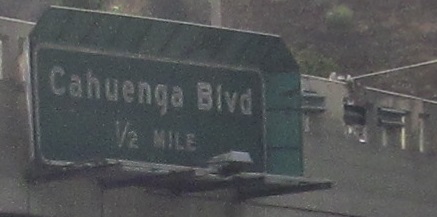 Cahuenga Blvd
1/2 MILE